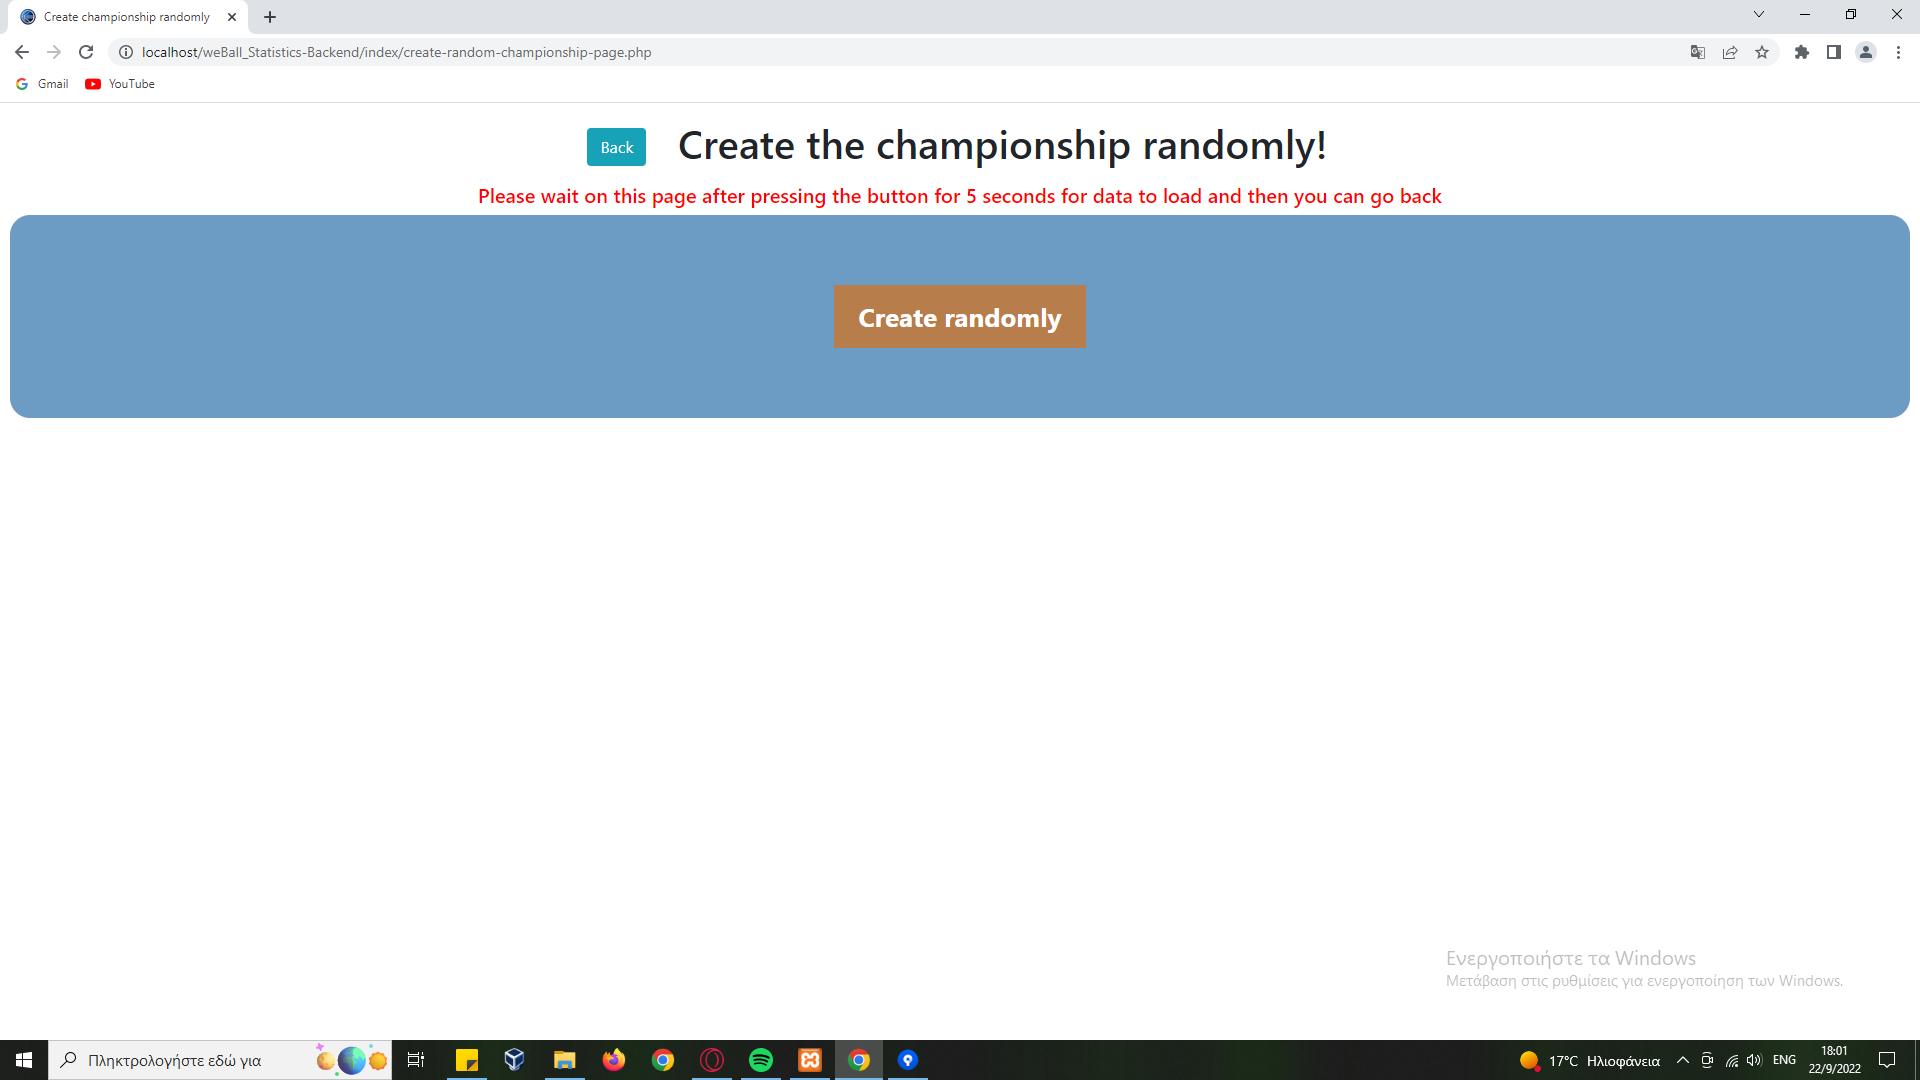 Create championship randomly
localhost/weBall_Statistics-Backend/index/create-random-championship-page.php
Gmail
YouTube
Back
Create the championship randomly!
Please wait on this page after pressing the button for 5 seconds for data to load and then you can go back
Create randomly
Ενεργοποιήστε τα Windows
Μετάβαση στις ρυθμίσεις για ενεργοποίηση των Windows.
Πληκτρολογήστε εδώ για
17°C Ηλιοφάνεια
ENG
18:01
22/9/2022